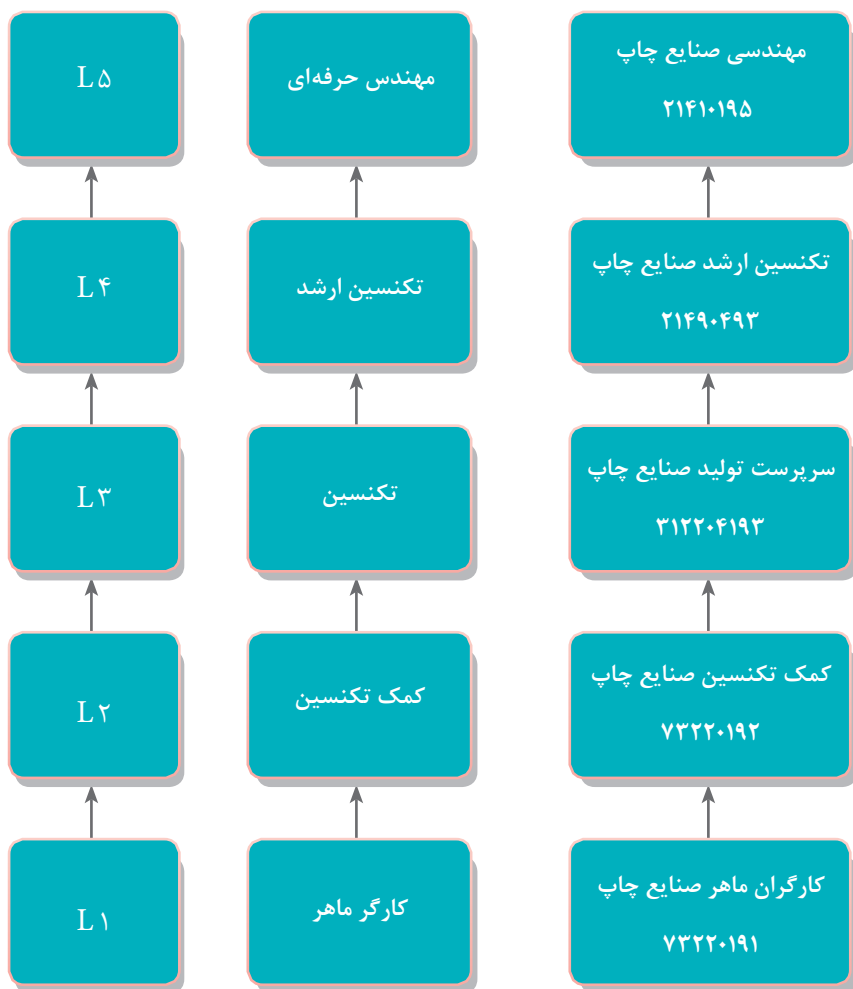 مهندسی صنایع چاپ
۲۱۴۱۰۱۹۵
مهندس حرفه‌ای
L۵
تکنسین ارشد صنایع چاپ
۲۱۴۹۰۴۹۳
تکنسین ارشد
L۴
سرپرست تولید صنایع چاپ
۳۱۲۲۰۴۱۹۳
تکنسین
L۳
کمک تکنسین صنایع چاپ
۷۳۲۲۰۱۹۲
کمک تکنسین
L۲
کارگران ماهر صنایع چاپ
۷۳۲۲۰۱۹۱
کارگر ماهر
L۱